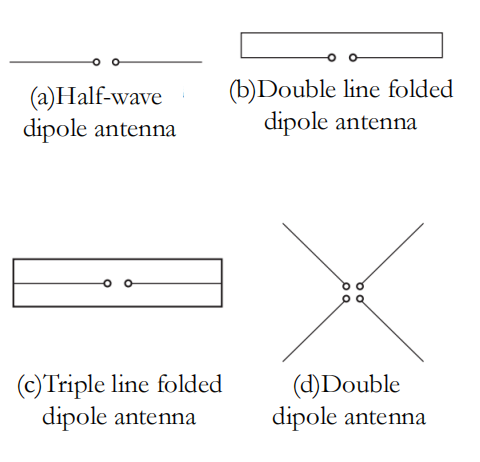 (a)Half-wave
dipole antenna
(b)Double line folded
dipole antenna
(c)Triple line folded
dipole antenna
(d)Double
dipole antenna